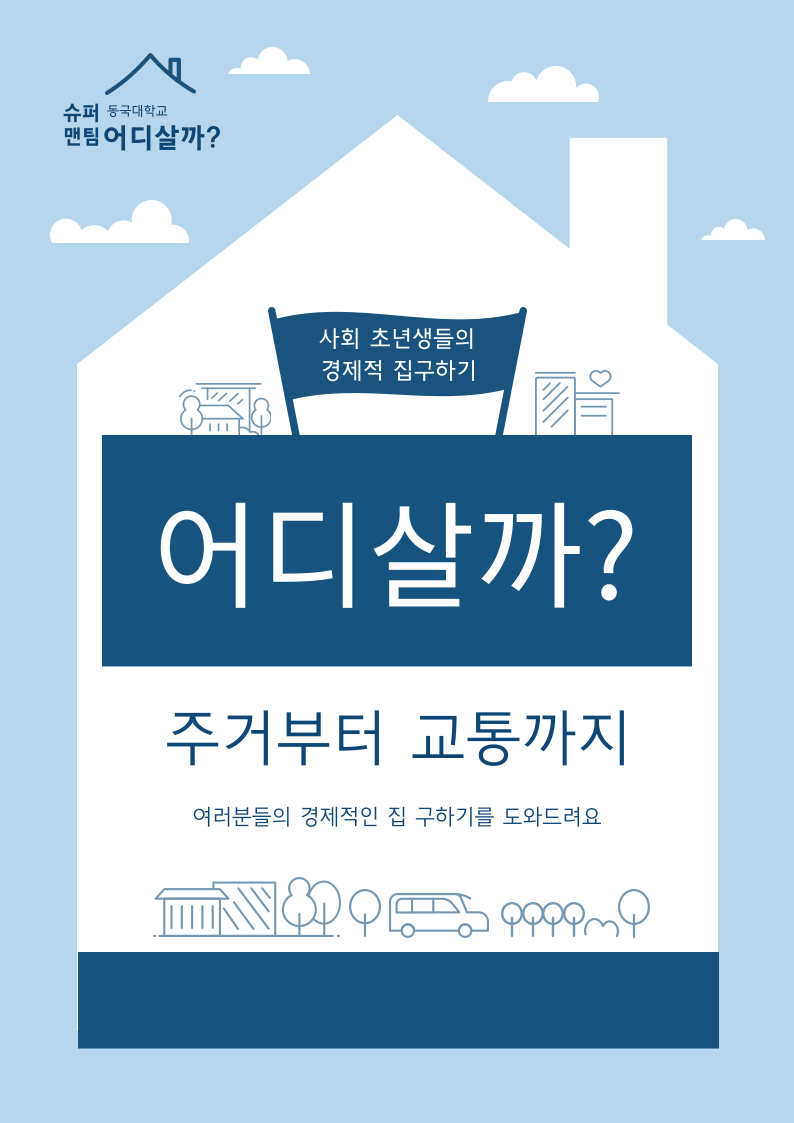 슈퍼 동국대학교
맨팀 어디살까?
사회 초년생들의
경제적 집구하기
어디살까?
주거부터 교통까지
여러분들의 경제적인 집 구하기를 도와드려요